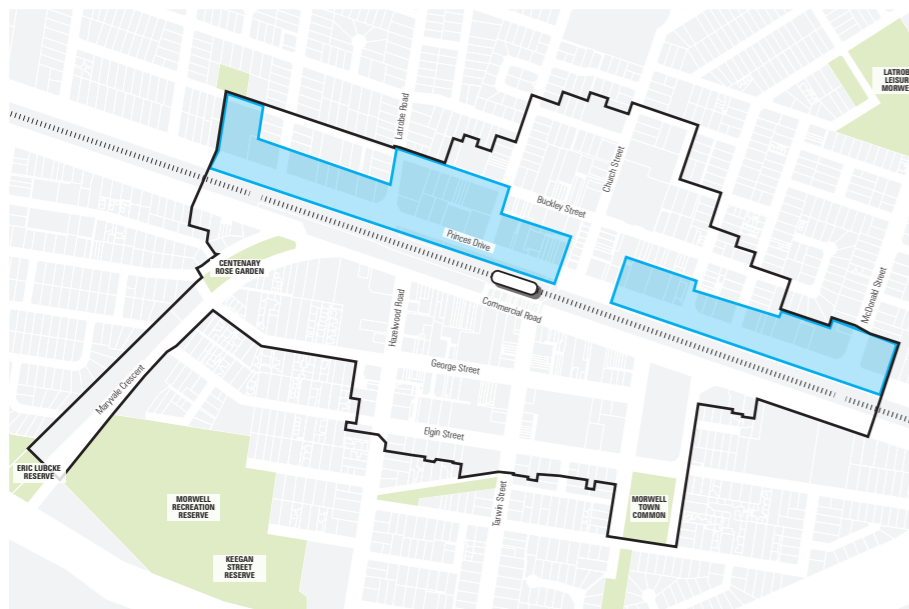 LATROBE
LEISURE
MORWE
Latrobe Road
Church Street
Buckley Street
Princes Drive
McDonald Street
CENTENARY
ROSE GARDEN
Commercial Road
Hazelwood Road
George Street
Maryvale Crescent
Elgin Street
ERIC LUBCKE
RESERVE
MORWELL
RECREATION
RESERVE
Tarwin Street
MORWELL
TOWN
COMMON
KEEGAN
STREET
RESERVE